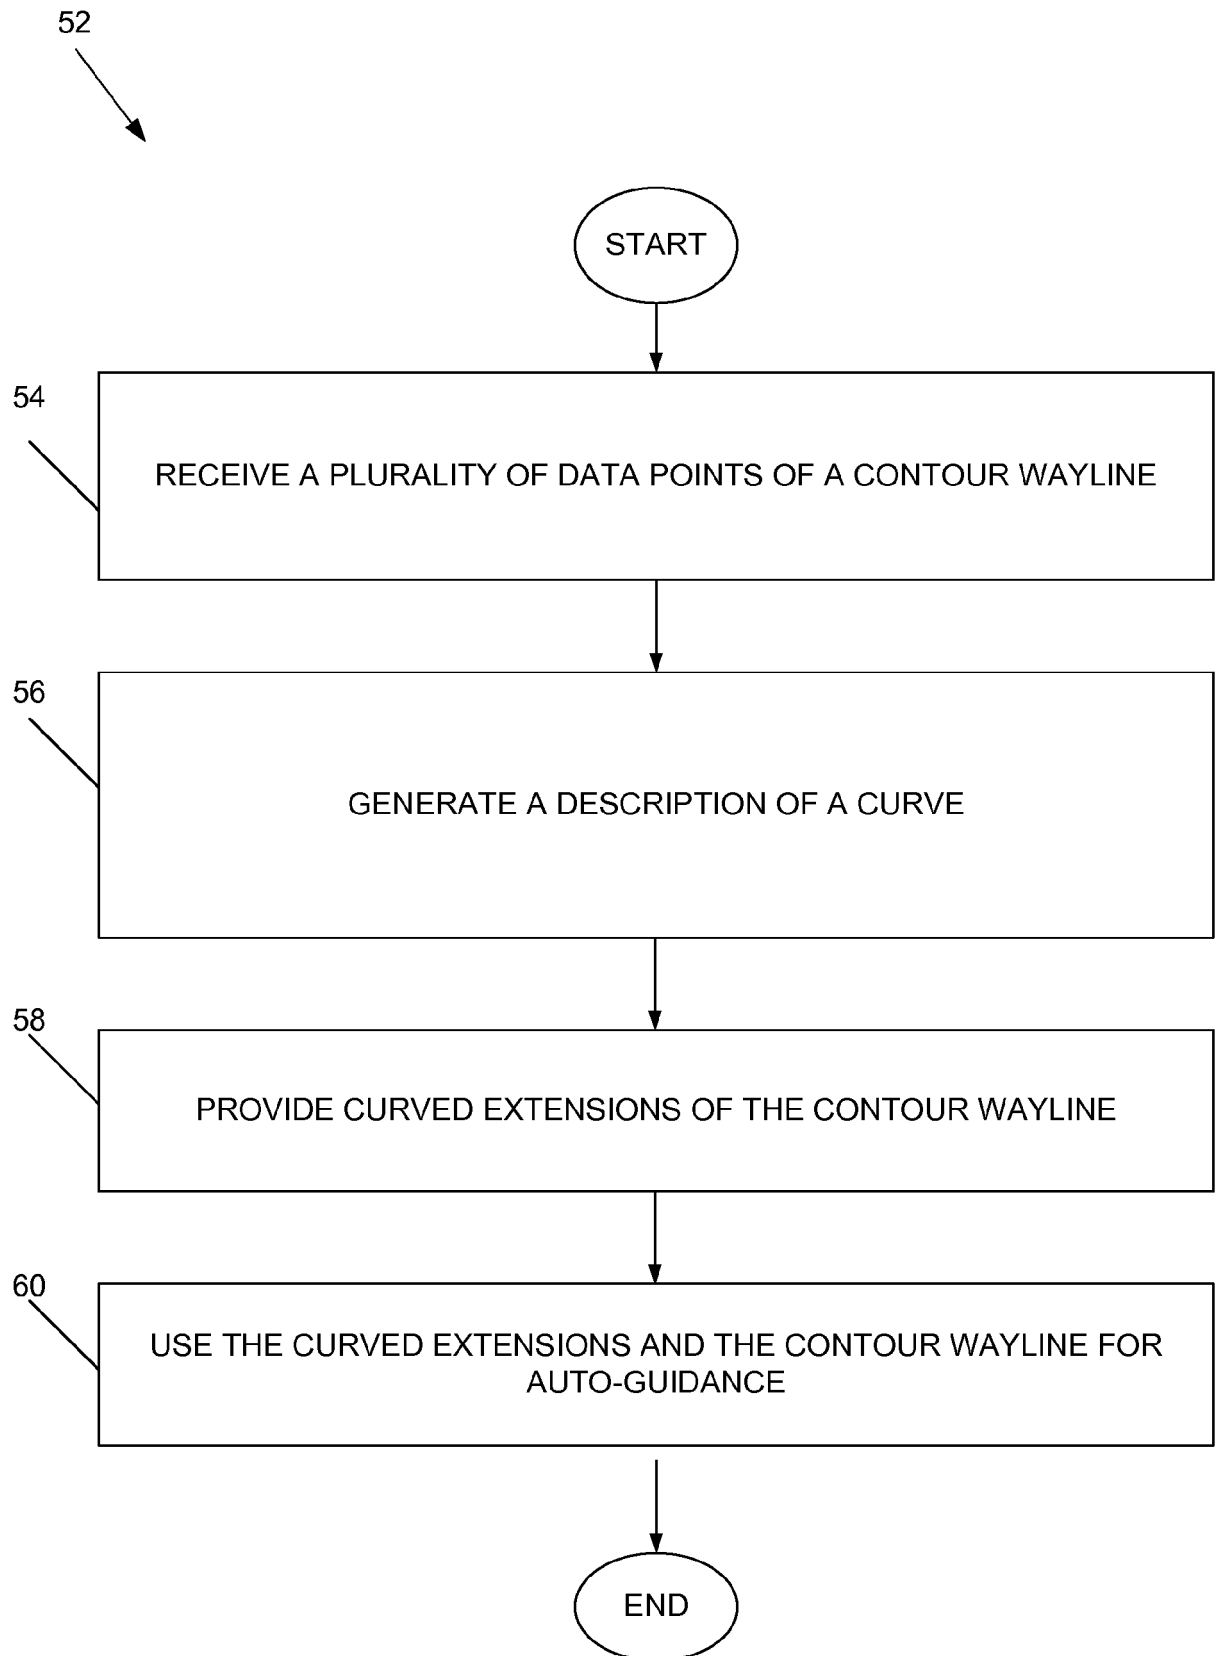 52
START
54
RECEIVE A PLURALITY OF DATA POINTS OF A CONTOUR WAYLINE
56
GENERATE A DESCRIPTION OF A CURVE
58
PROVIDE CURVED EXTENSIONS OF THE CONTOUR WAYLINE
60
USE THE CURVED EXTENSIONS AND THE CONTOUR WAYLINE FOR
AUTO-GUIDANCE
END